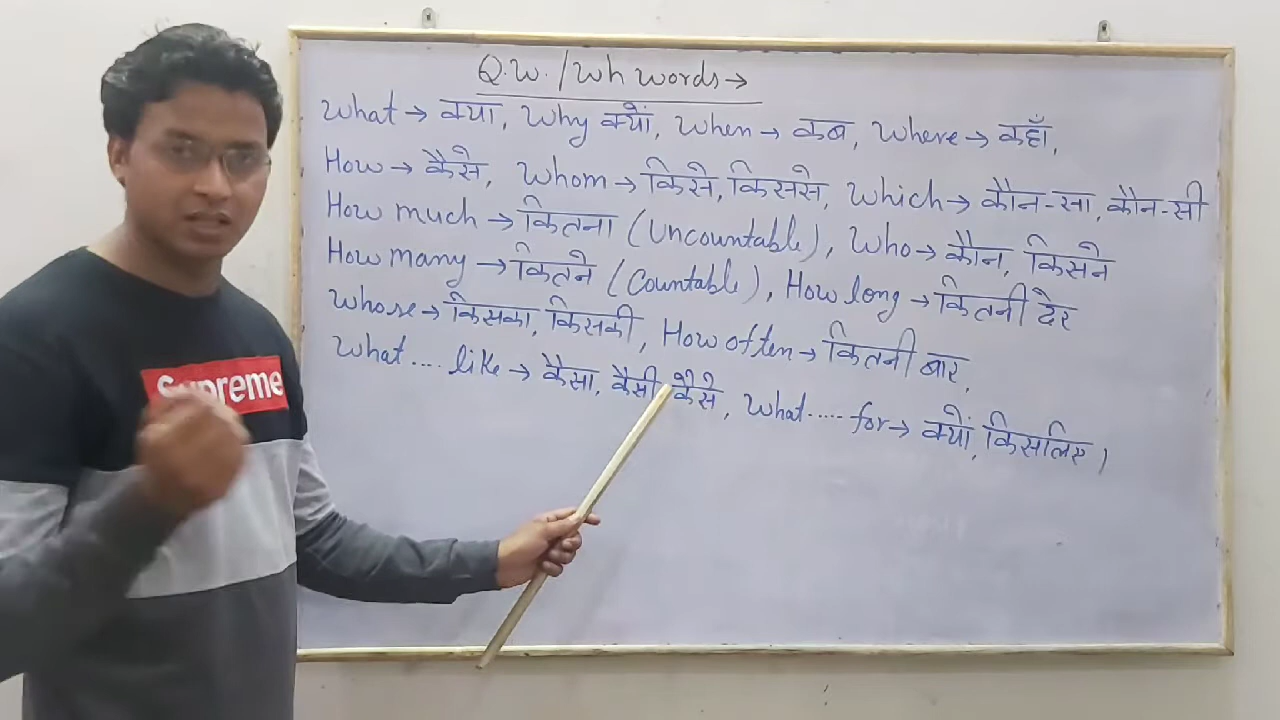 Q.W. / Wh words →
What → क्या, Why क्यों, When → कब, Where → कहाँ,
How → कैसे, Whom → किसे, किससे, Which → कौन-सा, कौन-सी
How much → कितना (Uncountable), Who → कौन, किसने
How many → कितने (Countable), How long → कितनी देर
Whose → किसका, किसकी, How often → कितनी बार,
What .... like → कैसा, कैसी कैसे, What ..... for → क्यों, किसलिए।
Supreme